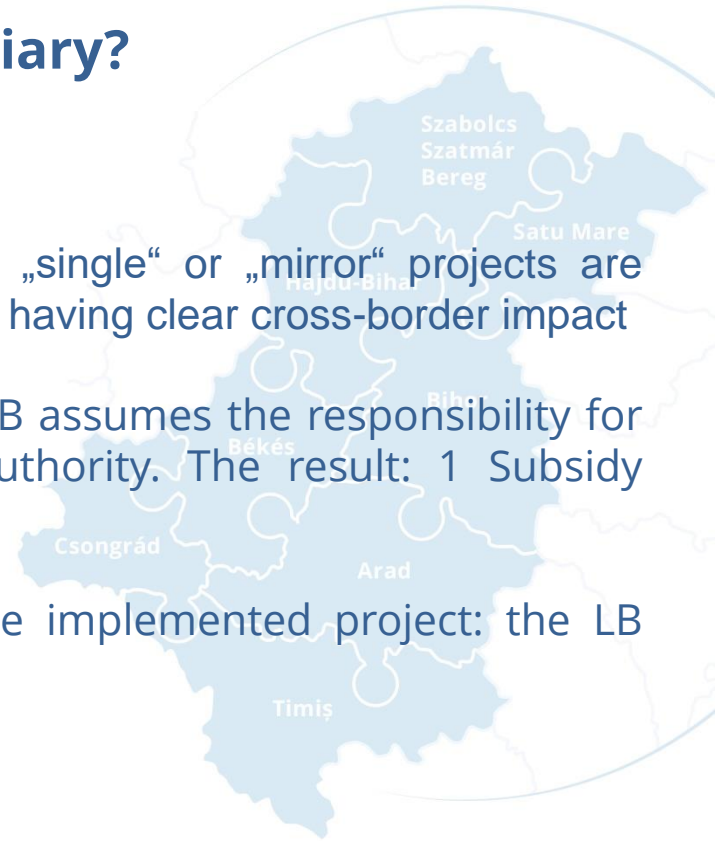 iary?
Szabolcs
Szatmár
Bereg
Satu Mare
„single“ or „mirror“ projects are
Hajdú-Bihar
having clear cross-border impact
Bihor
B assumes the responsibility for
Békés
uthority. The result: 1 Subsidy
Csongrád
Arad
e implemented project: the LB
Timiș